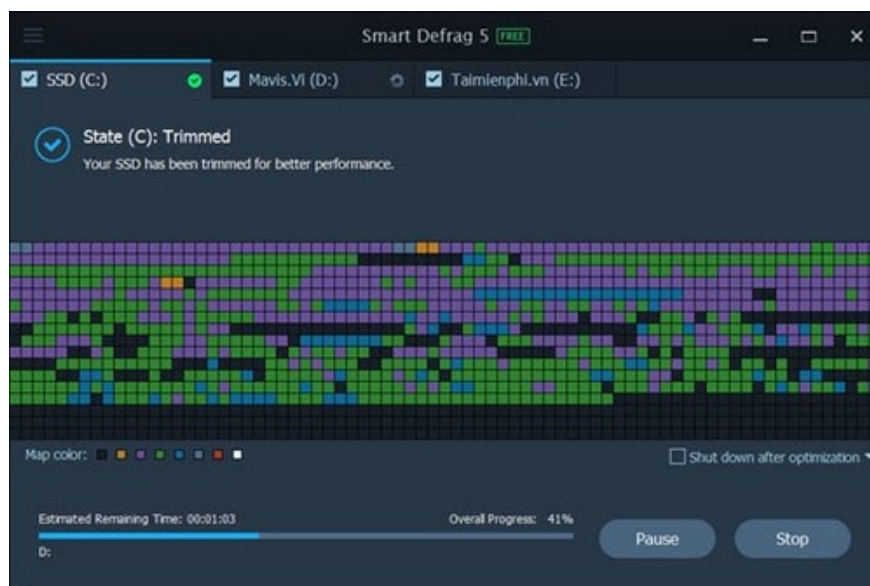 Smart Defrag 5 FREE
SSD (C:) Mavis.Vi (D:) Taimienphi.vn (E:)
State (C): Trimmed
Your SSD has been trimmed for better performance.
Map color:
Shut down after optimization
Estimated Remaining Time: 00:01:03 Overall Progress: 41%
Pause Stop
D: